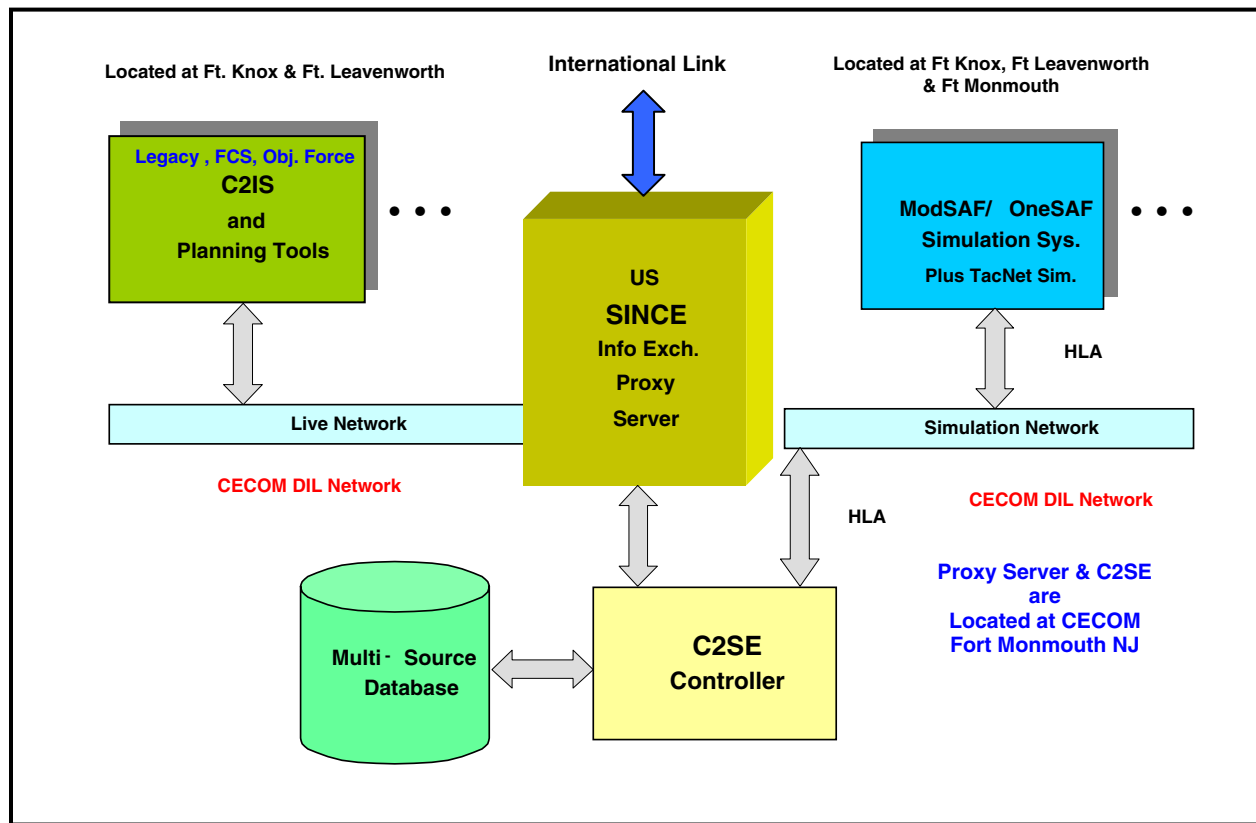 Located at Ft. Knox & Ft. Leavenworth
International Link
Located at Ft Knox, Ft Leavenworth
& Ft Monmouth
Legacy , FCS, Obj. Force
C2IS
and
Planning Tools
• • •
US
SINCE
Info Exch.
Proxy
Server
ModSAF/ OneSAF
Simulation Sys.
Plus TacNet Sim.
• • •
HLA
Live Network
Simulation Network
CECOM DIL Network
HLA
CECOM DIL Network
Multi - Source
Database
C2SE
Controller
Proxy Server & C2SE
are
Located at CECOM
Fort Monmouth NJ